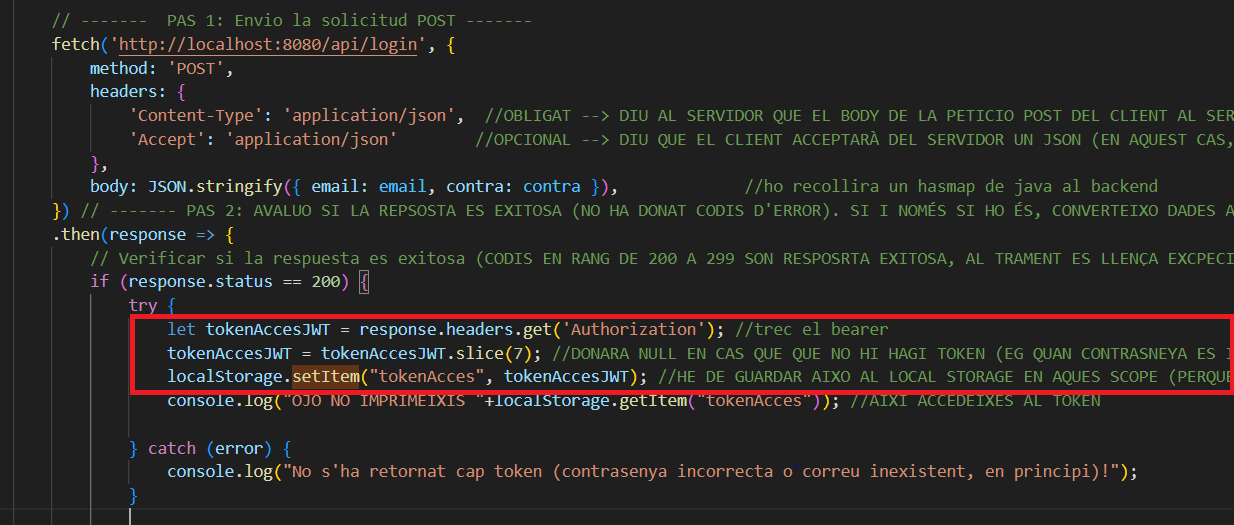 // -------  PAS 1: Envio la solicitud POST -------
fetch('http://localhost:8080/api/login', {
method: 'POST',
headers: {
'Content-Type': 'application/json',  //OBLIGAT --> DIU AL SERVIDOR QUE EL BODY DE LA PETICIO POST DEL CLIENT AL SER
'Accept': 'application/json'        //OPCIONAL --> DIU QUE EL CLIENT ACCEPTARÀ DEL SERVIDOR UN JSON (EN AQUEST CAS,
},
body: JSON.stringify({ email: email, contra: contra }),             //ho recollira un hasmap de java al backend
}) // ------- PAS 2: AVALUO SI LA REPSOSTA ES EXITOSA (NO HA DONAT CODIS D'ERROR). SI I NOMÉS SI HO ÉS, CONVERTEIXO DADES A
.then(response => {
// Verificar si la respuesta es exitosa (CODIS EN RANG DE 200 A 299 SON RESPOSRTA EXITOSA, AL TRAMENT ES LLENÇA EXCPECI
if (response.status == 200) {
try {
let tokenAccesJWT = response.headers.get('Authorization'); //trec el bearer
tokenAccesJWT = tokenAccesJWT.slice(7); //DONARA NULL EN CAS QUE QUE NO HI HAGI TOKEN (EG QUAN CONTRASNEYA ES I
localStorage.setItem("tokenAcces", tokenAccesJWT); //HE DE GUARDAR AIXO AL LOCAL STORAGE EN AQUES SCOPE (PERQUE
console.log("OJO NO IMPRIMEIXIS "+localStorage.getItem("tokenAcces")); //AIXI ACCEDEIXES AL TOKEN
} catch (error) {
console.log("No s'ha retornat cap token (contrasenya incorrecta o correu inexistent, en principi)!");
}